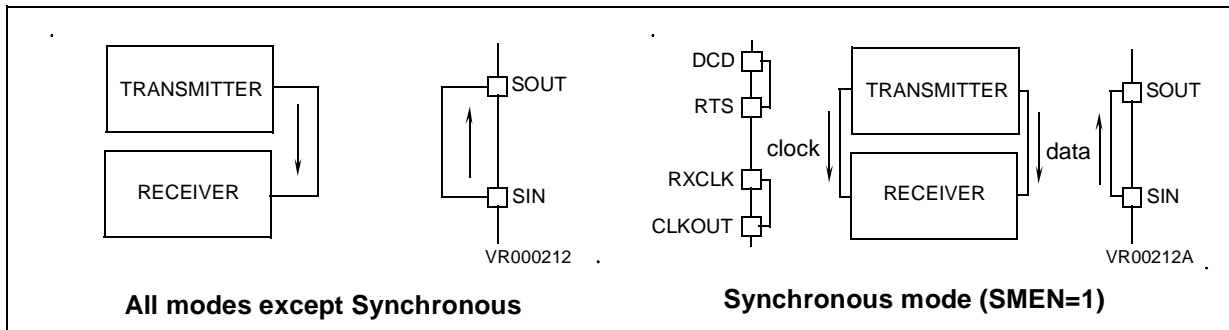 TRANSMITTER
RECEIVER
SOUT
SIN
VR000212
All modes except Synchronous
DCD
RTS
RXCLK
CLKOUT
clock
TRANSMITTER
RECEIVER
data
SOUT
SIN
VR00212A
Synchronous mode (SMEN=1)